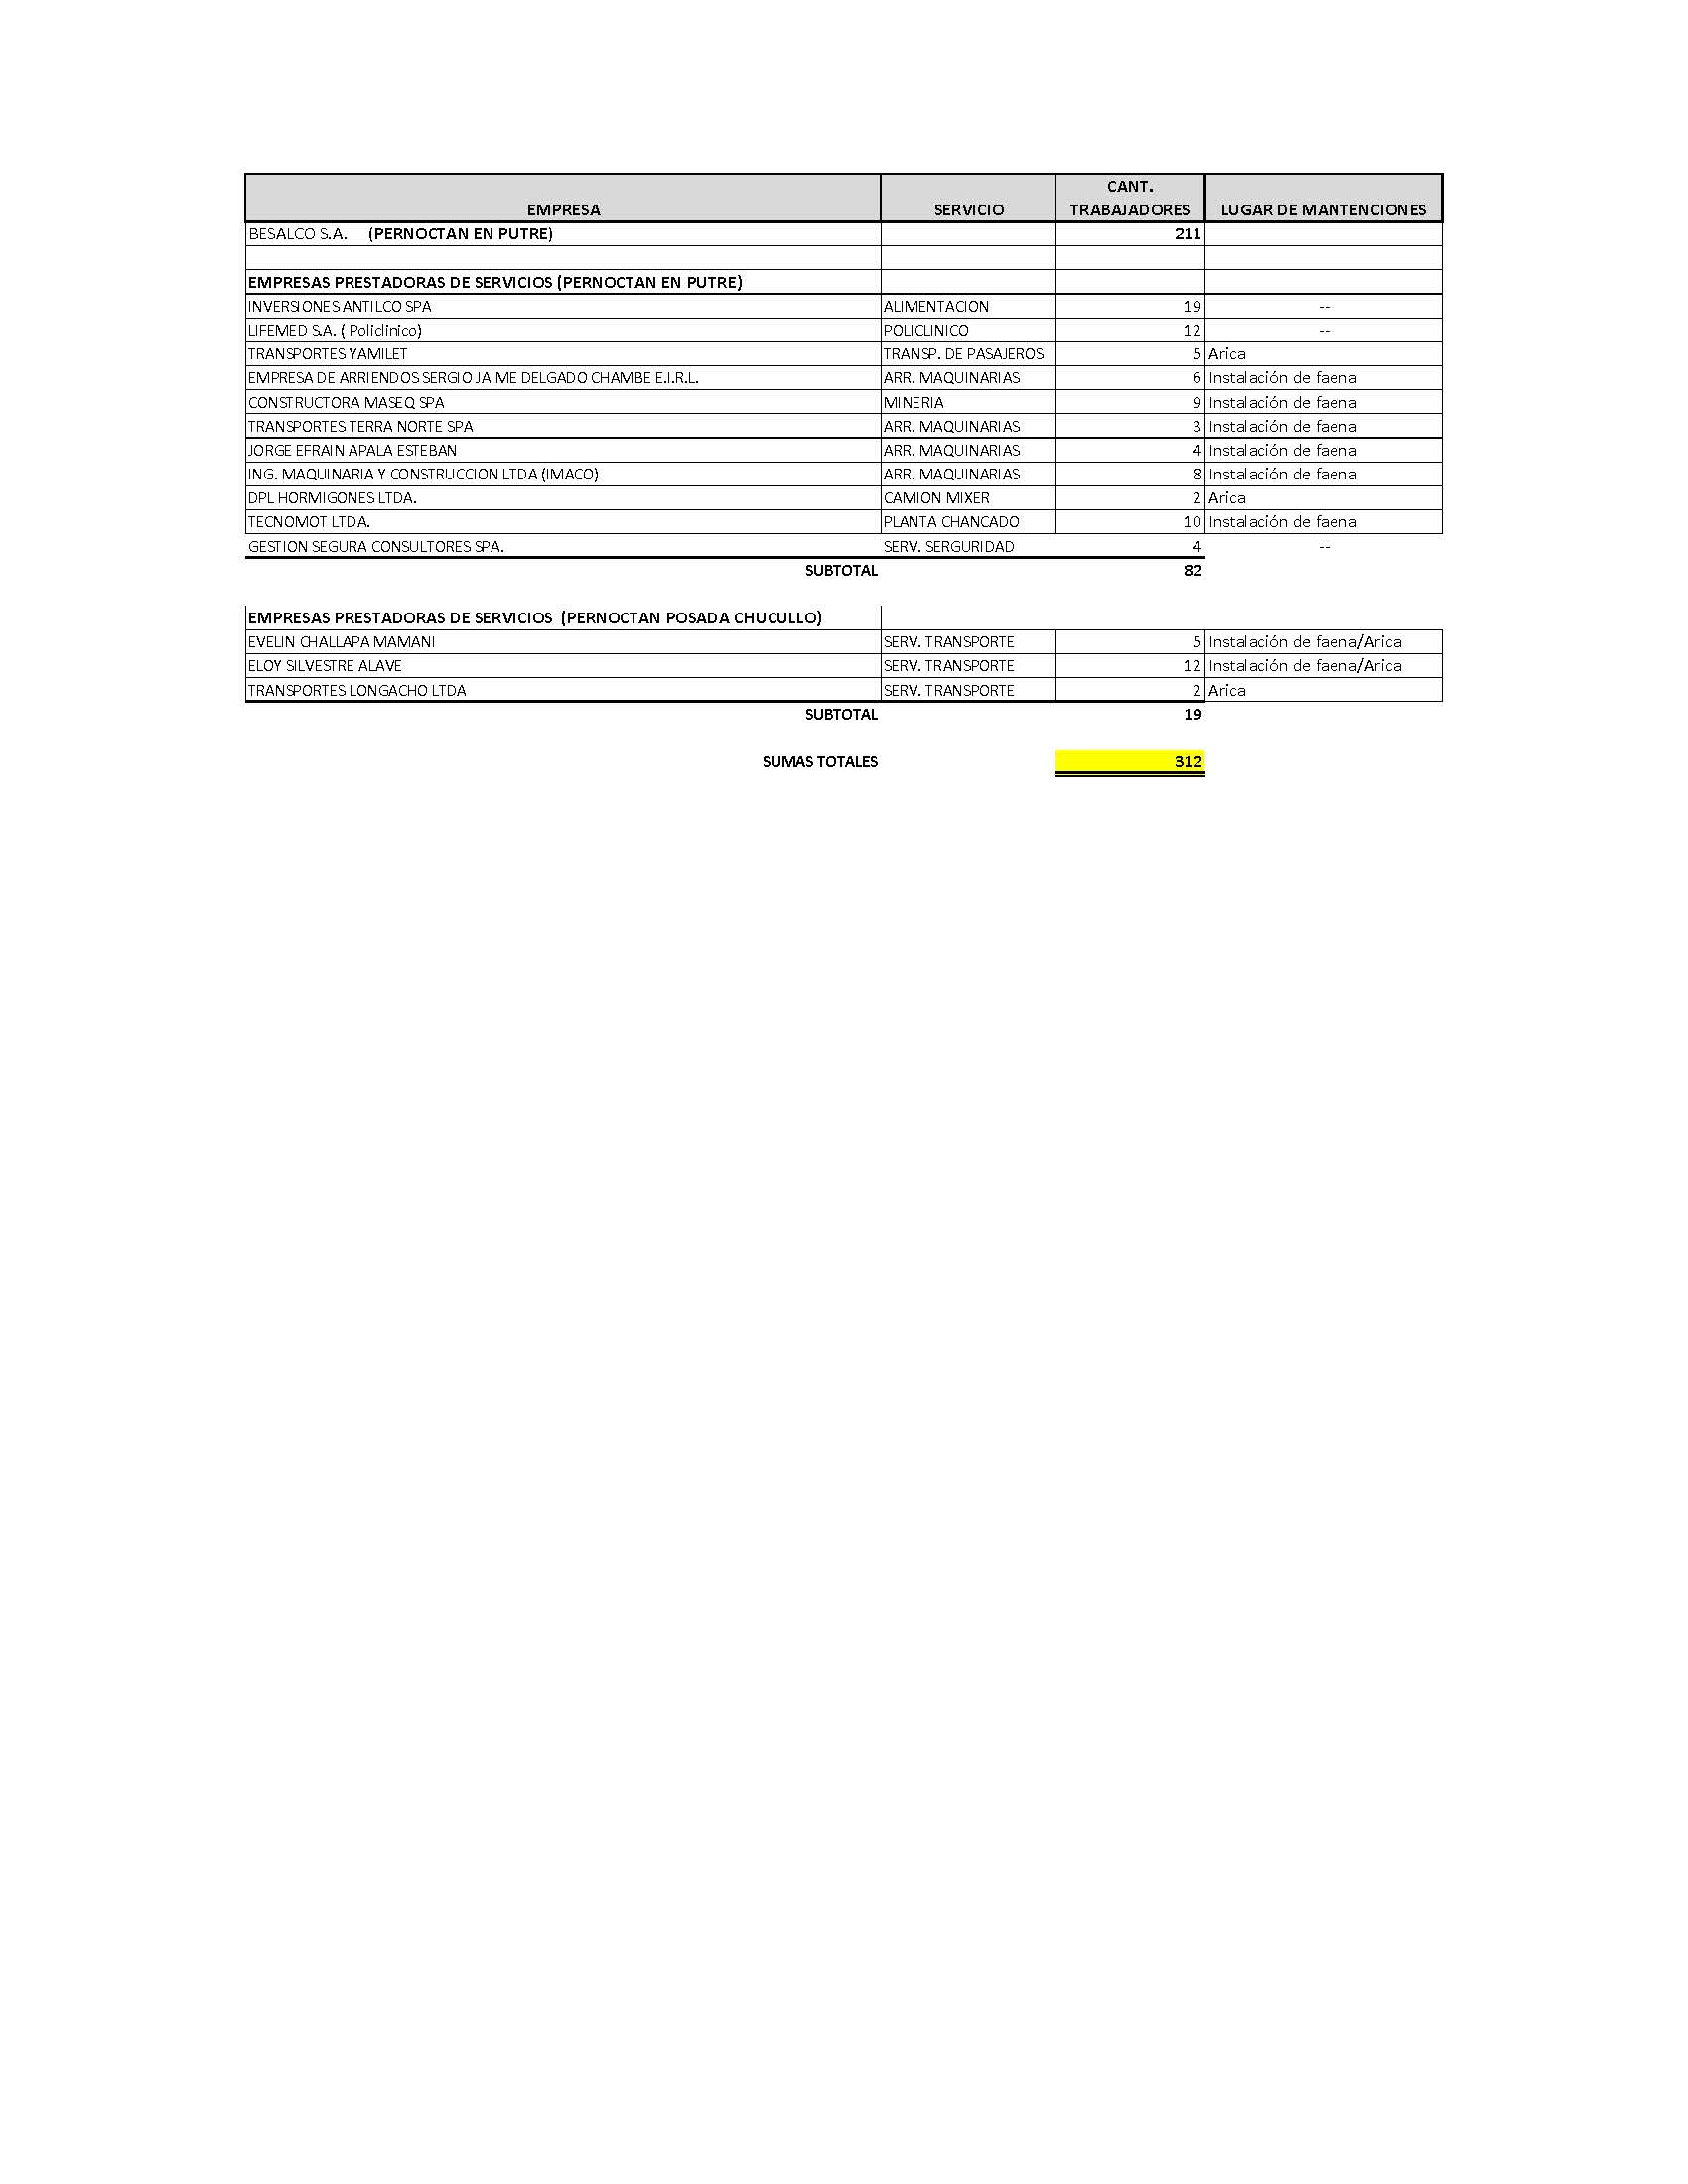 EMPRESA SERVICIO CANT. TRABAJADORES LUGAR DE MANTENCIONES
BESALCO S.A. (PERNOCTAN EN PUTRE) 211
EMPRESAS PRESTADORAS DE SERVICIOS (PERNOCTAN EN PUTRE)
INVERSIONES ANTILCO SPA ALIMENTACION 19 --
LIFEMED S.A. ( Policlinico) POLICLINICO 12 --
TRANSPORTES YAMILET TRANSP. DE PASAJEROS 5 Arica
EMPRESA DE ARRIENDOS SERGIO JAIME DELGADO CHAMBE E.I.R.L. ARR. MAQUINARIAS 6 Instalación de faena
CONSTRUCTORA MASEQ SPA MINERIA 9 Instalación de faena
TRANSPORTES TERRA NORTE SPA ARR. MAQUINARIAS 3 Instalación de faena
JORGE EFRAIN APALA ESTEBAN ARR. MAQUINARIAS 4 Instalación de faena
ING. MAQUINARIA Y CONSTRUCCION LTDA (IMACO) ARR. MAQUINARIAS 8 Instalación de faena
DPL HORMIGONES LTDA. CAMION MIXER 2 Arica
TECNOMOT LTDA. PLANTA CHANCADO 10 Instalación de faena
GESTION SEGURA CONSULTORES SPA. SERV. SERGURIDAD 4 --
SUBTOTAL 82
EMPRESAS PRESTADORAS DE SERVICIOS (PERNOCTAN POSADA CHUCULLO)
EVELIN CHALLAPA MAMANI SERV. TRANSPORTE 5 Instalación de faena/Arica
ELOY SILVESTRE ALAVE SERV. TRANSPORTE 12 Instalación de faena/Arica
TRANSPORTES LONGACHO LTDA SERV. TRANSPORTE 2 Arica
SUBTOTAL 19
SUMAS TOTALES 312